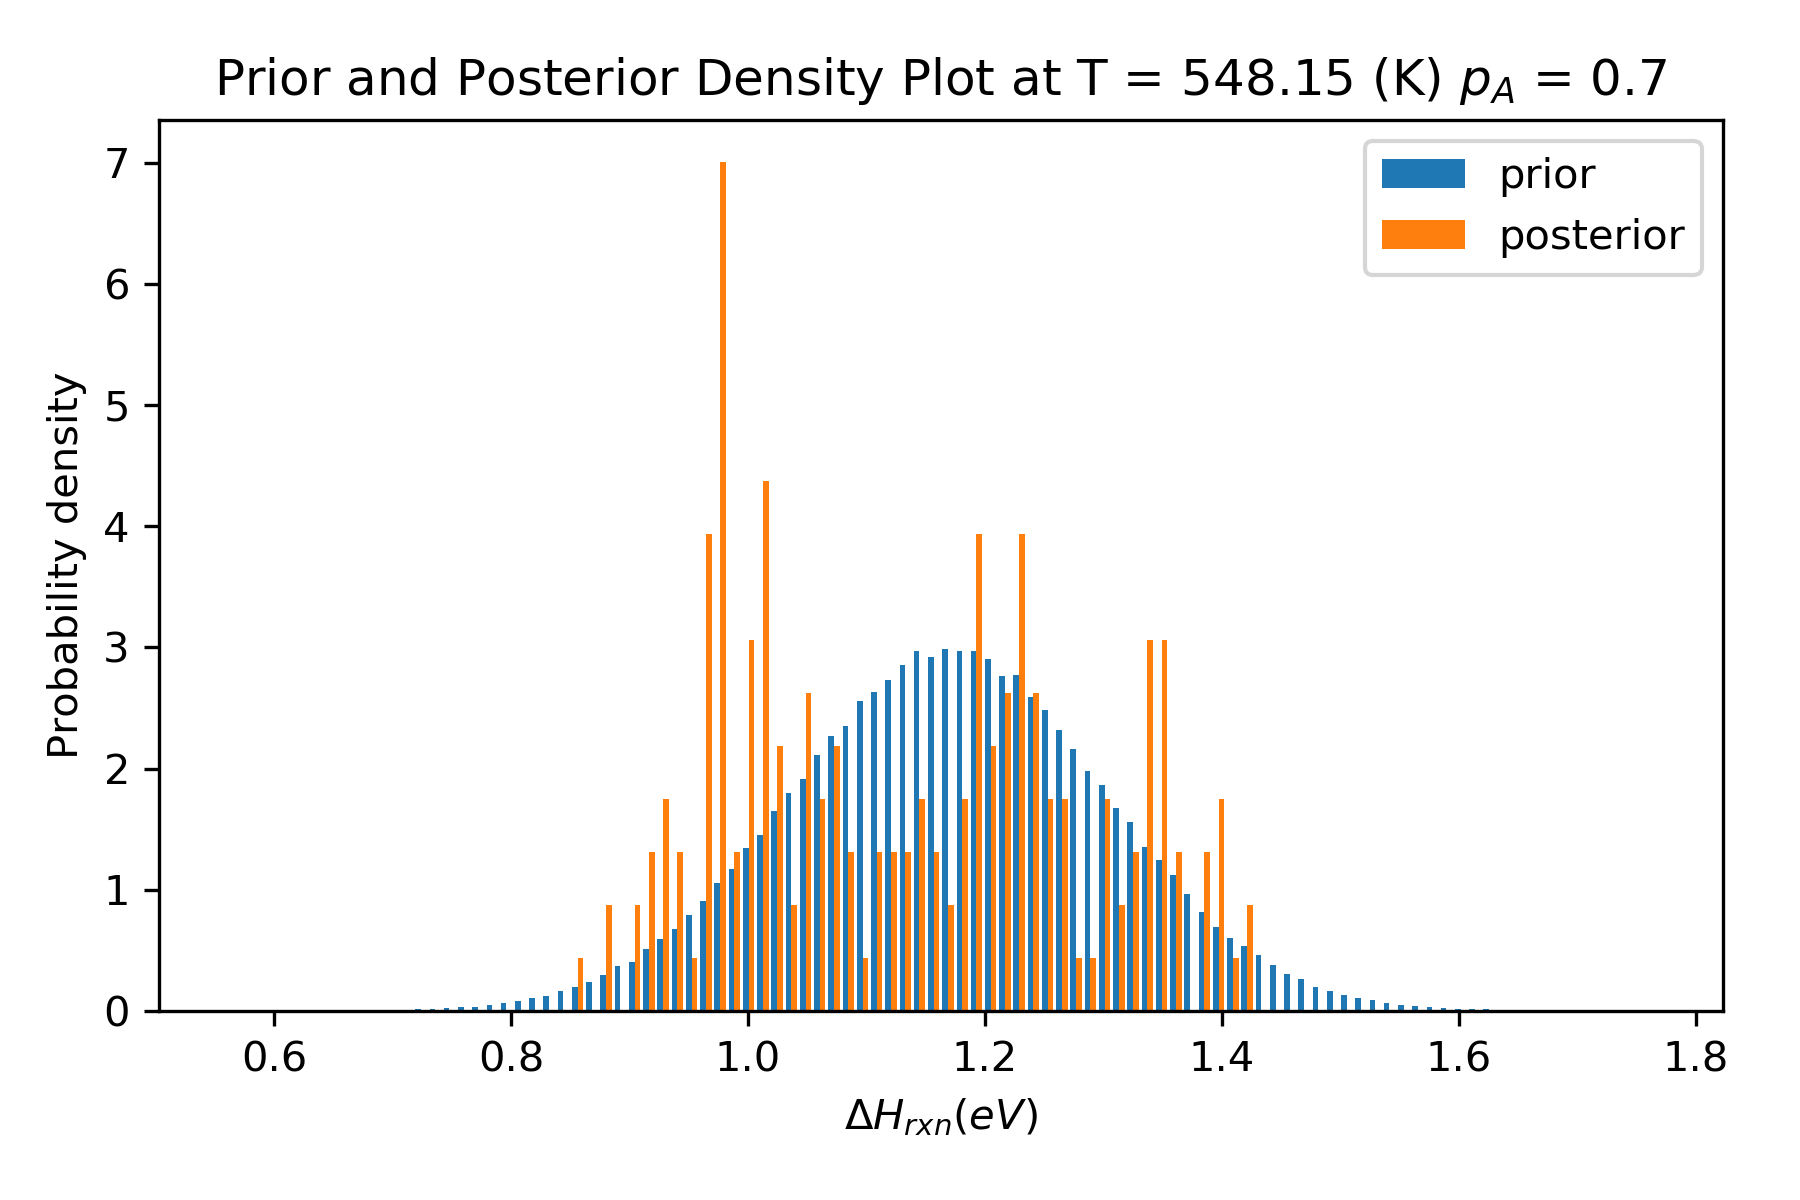 Prior and Posterior Density Plot at T = 548.15 (K) p_A = 0.7
prior
posterior
7
6
5
4
3
2
1
0
Probability density
0.6 0.8 1.0 1.2 1.4 1.6 1.8
ΔH_rxn(eV)